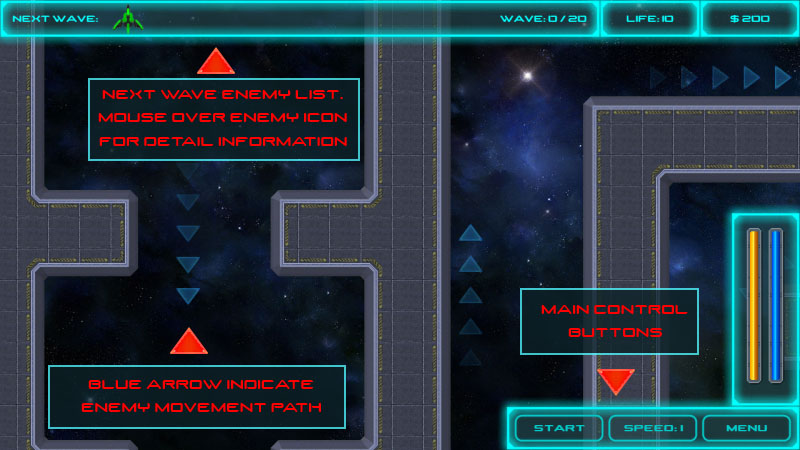 NEXT WAVE:
WAVE: 0 / 20
LIFE: 10
$ 200
NEXT WAVE ENEMY LIST.
MOUSE OVER ENEMY ICON
FOR DETAIL INFORMATION
MAIN CONTROL
BUTTONS
BLUE ARROW INDICATE
ENEMY MOVEMENT PATH
START
SPEED: 1
MENU